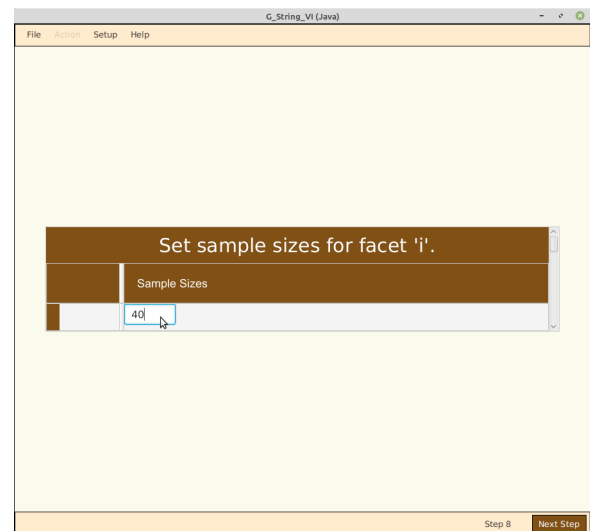 G_String_VI (Java)
File Action Setup Help
Set sample sizes for facet 'i'.
Sample Sizes
40
Step 8 Next Step